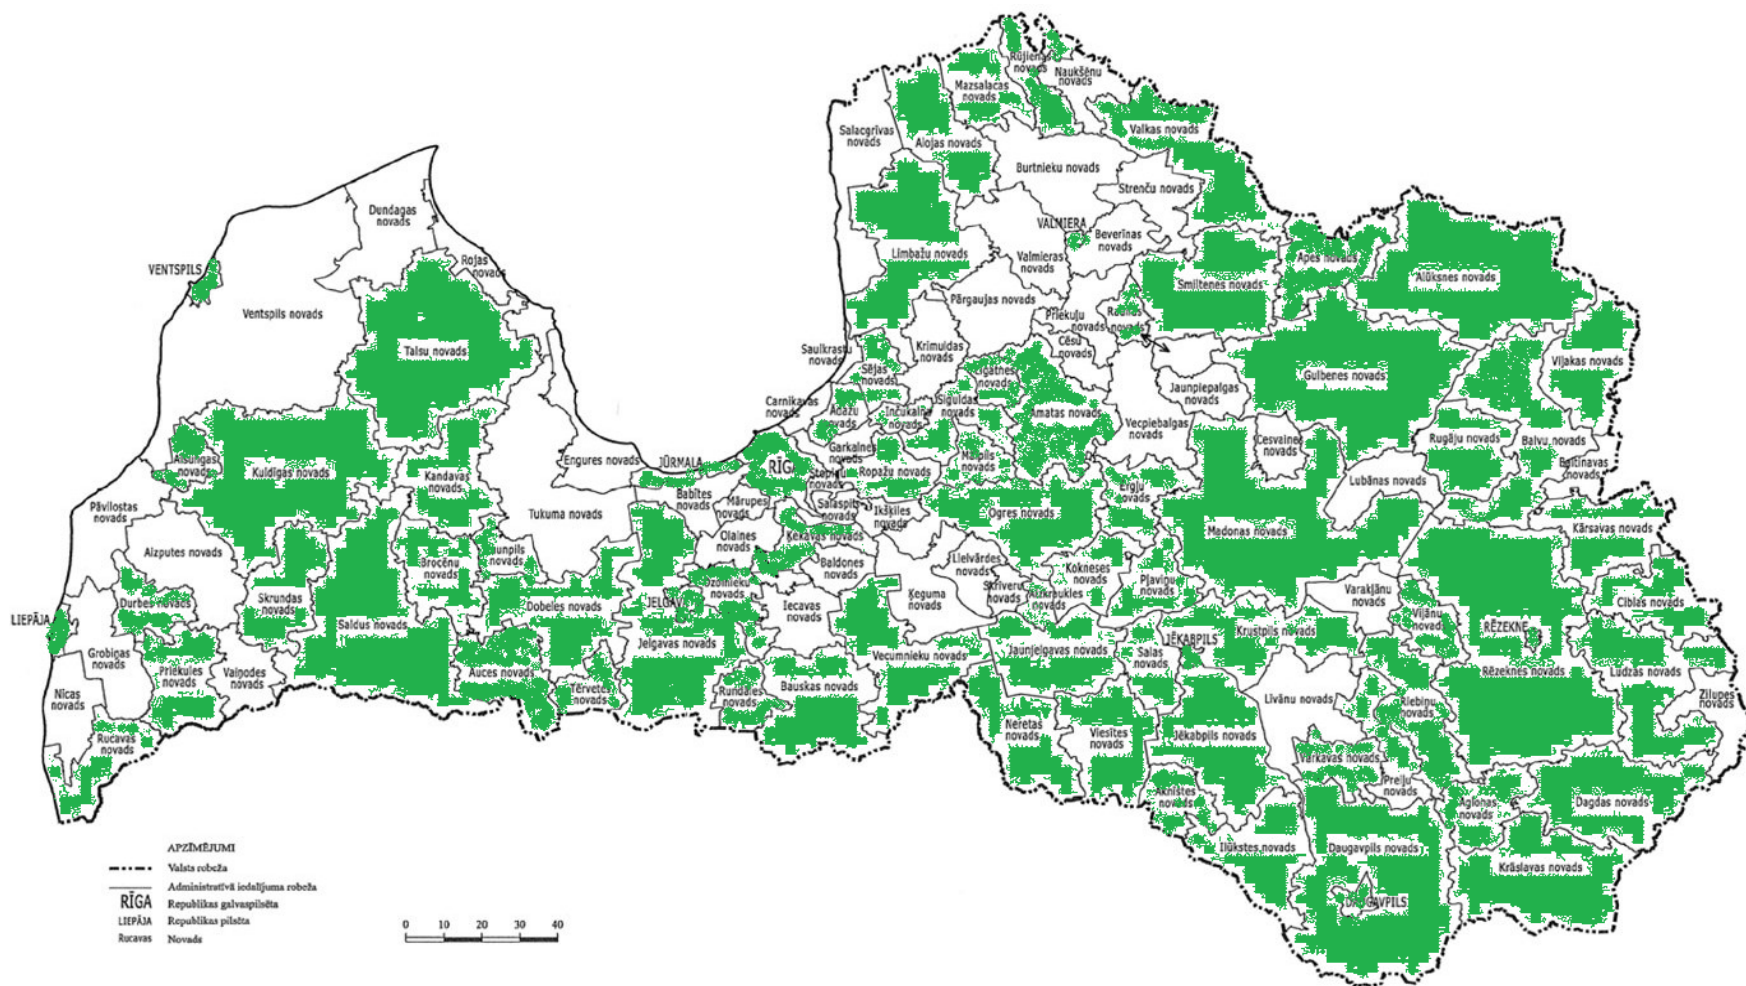 Rūjienas
novads
Naukšēnu
novads
Mazsalacas
novads
Salacgrīvas
novads
Alojas novads
Valkas novads
Burtnieku novads
Strenču novads
Dundagas
novads
VALMIERA
Beverīnas
novads
Rojas
novads
VENTSPILS
Limbažu novads
Valmieras
novads
Apes novads
Smiltenes novads
Alūksnes novads
Ventspils novads
Pārgaujas novads
Priekuļu
novads
Raunas
novads
Talsu novads
Saulkrastu
novads
Krimuldas
novads
Cēsu
novads
Viļakas novads
Sējas
novads
Līgatnes
novads
Gulbenes novads
Jaunpiepalgas
novads
Carnikavas
novads
Ādažu
novads
Inčukalna
novads
Siguldas
novads
Amatas novads
Vecpiebalgas
novads
Cesvaines
novads
Rugāju novads
Balvu novads
Baltinavas
novads
Alsungas
novads
Kuldīgas novads
Kandavas
novads
Engures novads
JŪRMALA
RĪGA
Garkalnes
novads
Mālpils
novads
Stopiņu
novads
Ropažu novads
Ērgļu
novads
Lubānas novads
Pāvilostas
novads
Tukuma novads
Babītes
novads
Mārupes
novads
Salaspils
novads
Ikšķiles
novads
Ogres novads
Madonas novads
Kārsavas novads
Aizputes novads
Jaunpils
novads
Olaines
novads
Ķekavas novads
Baldones
novads
Lielvārdes
novads
Kokneses
novads
Brocēnu
novads
Skrundas
novads
Durbes novads
LIEPĀJA
Saldus novads
Dobeles novads
JELGAVA
Ozolnieku
novads
Iecavas
novads
Ķeguma
novads
Skrīveru
novads
Aizkraukles
novads
Pļaviņu
novads
Varakļānu
novads
Viļānu
novads
Ciblas novads
RĒZEKNE
Grobiņas
novads
Priekules
novads
Vaiņodes
novads
Auces novads
Jelgavas novads
Vecumnieku novads
Jaunjelgavas novads
JĒKABPILS
Salas
novads
Krustpils novads
Rēzeknes novads
Ludzas novads
Nīcas
novads
Tērvetes
novads
Rundāles
novads
Bauskas novads
Līvānu novads
Riebiņu
novads
Zilupes
novads
Rucavas
novads
Neretas
novads
Viesītes
novads
Jēkabpils novads
Vārkavas novads
Preiļu
novads
Aknīstes
novads
Aglonas
novads
Dagdas novads
Ilūkstes novads
Daugavpils novads
Krāslavas novads
DAUGAVPILS
APZĪMĒJUMI
Valsts robeža
Administratīvā iedalījuma robeža
RĪGA Republikas galvaspilsēta
LIEPĀJA Republikas pilsēta
Rucavas Novads
0 10 20 30 40